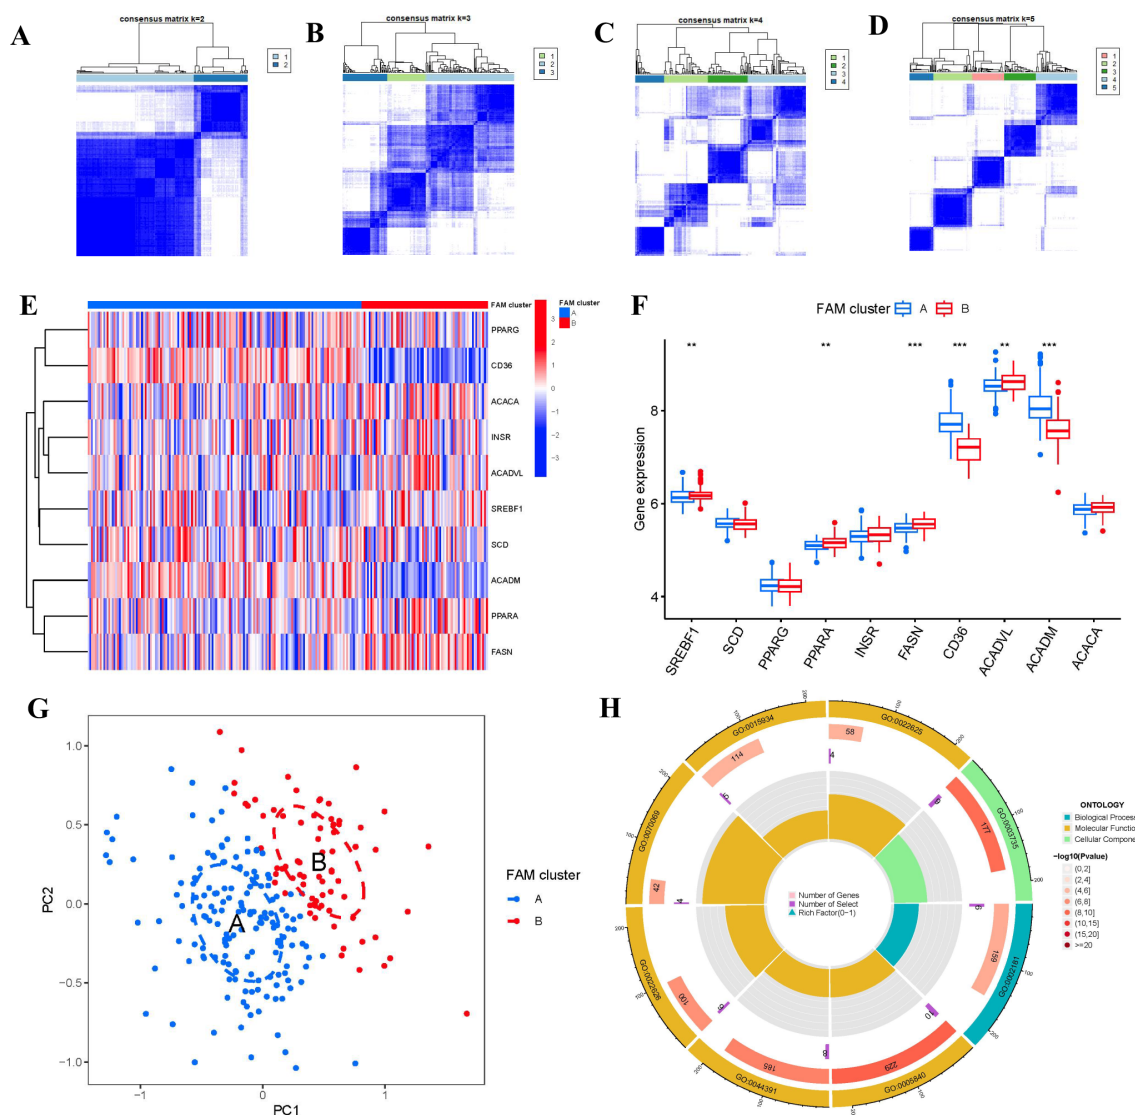 A
consensus matrix k=2
1
2
B
consensus matrix k=3
1
2
3
C
consensus matrix k=4
1
2
3
4
D
consensus matrix k=5
1
2
3
4
5
E
FAM cluster
FAM cluster
A
B
3
2
1
0
−1
−2
−3
PPARG
CD36
ACACA
INSR
ACADVL
SREBF1
SCD
ACADM
PPARA
FASN
F
FAM cluster A B
** ** *** *** ** ***
Gene expression
8
6
4
SREBF1
SCD
PPARG
PPARA
INSR
FASN
CD36
ACADVL
ACADM
ACACA
G
PC2
1.0
0.5
0.0
−0.5
−1.0
−1
0
1
PC1
A
B
FAM cluster
A
B
H
GO:0015934
GO:0022625
GO:0003735
GO:0002181
GO:0005840
GO:0044391
GO:0022626
GO:0070069
58
177
159
229
185
100
42
114
4
10
8
100
200
Number of Genes
Number of Select
Rich Factor(0−1)
ONTOLOGY
Biological Process
Molecular Function
Cellular Compone
−log10(Pvalue)
(0,2]
(2,4]
(4,6]
(6,8]
(8,10]
(10,15]
(15,20]
>=20